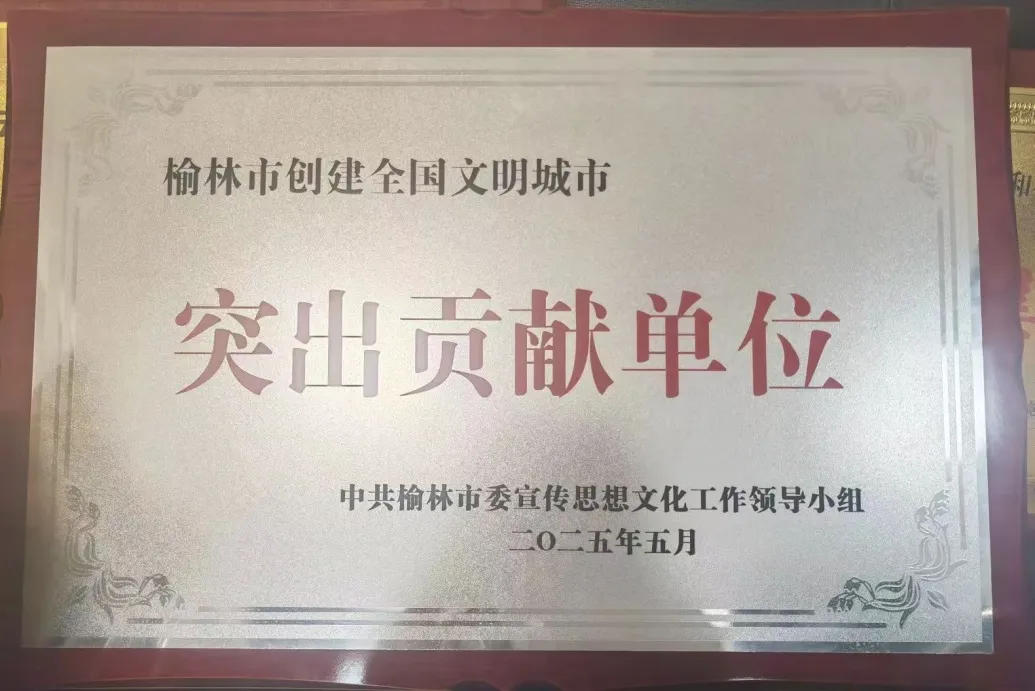 榆林市创建全国文明城市
突出贡献单位
中共榆林市委宣传思想文化工作领导小组
二〇二五年五月